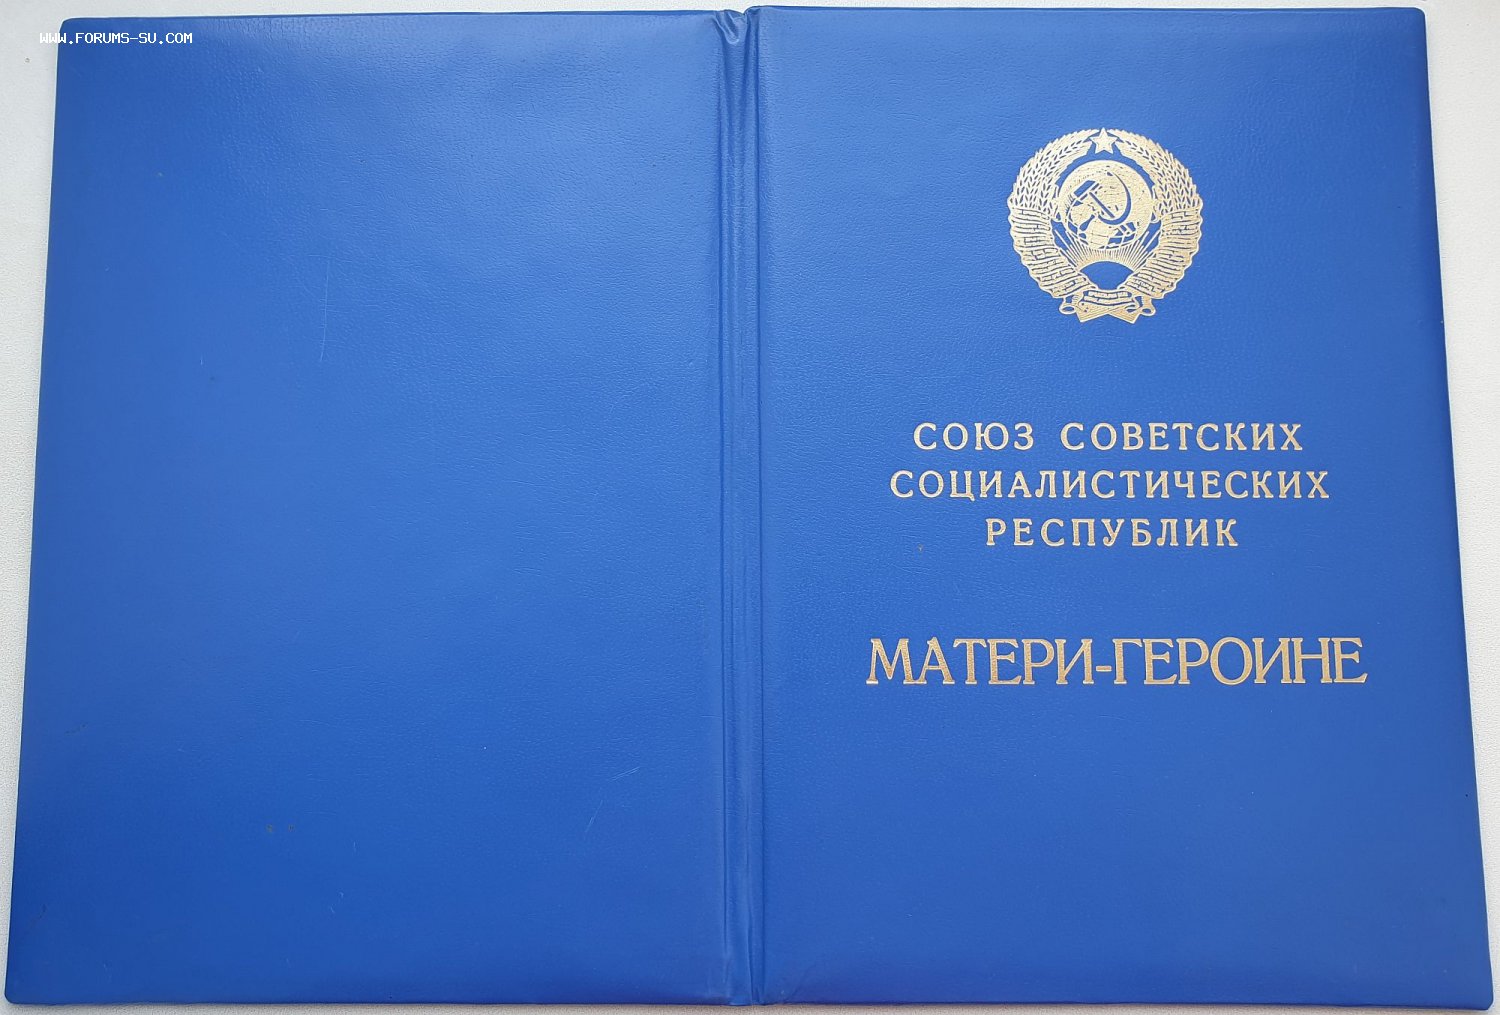 WWW.FORUMS-SU.COM
СОЮЗ СОВЕТСКИХ
СОЦИАЛИСТИЧЕСКИХ
РЕСПУБЛИК
МАТЕРИ-ГЕРОИНЕ